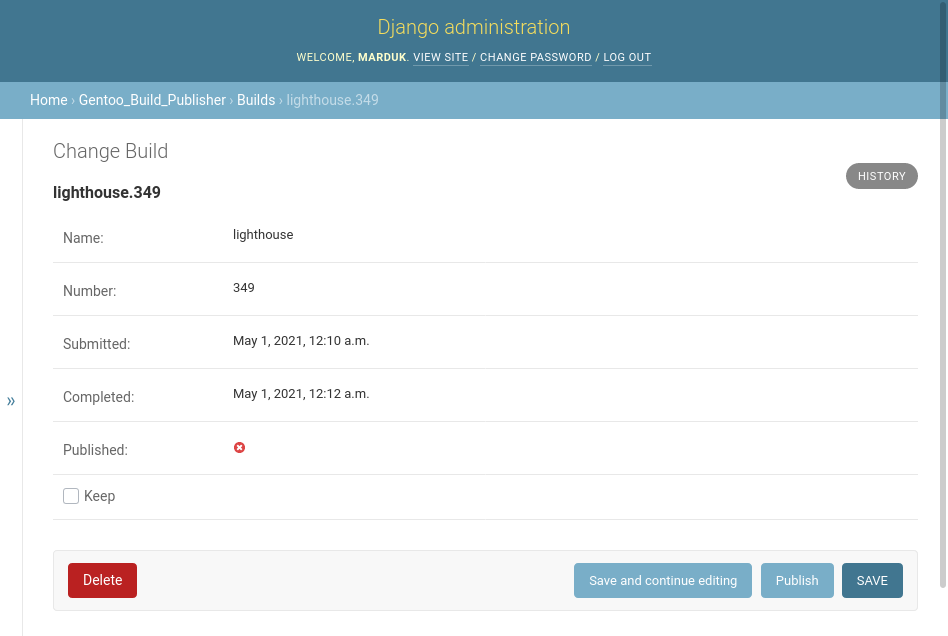 Django administration
WELCOME, MARDUK. VIEW SITE / CHANGE PASSWORD / LOG OUT
Home › Gentoo_Build_Publisher › Builds › lighthouse.349
Change Build
HISTORY
lighthouse.349
Name: lighthouse
Number: 349
Submitted: May 1, 2021, 12:10 a.m.
Completed: May 1, 2021, 12:12 a.m.
»
Published:
Keep
Delete Save and continue editing Publish SAVE